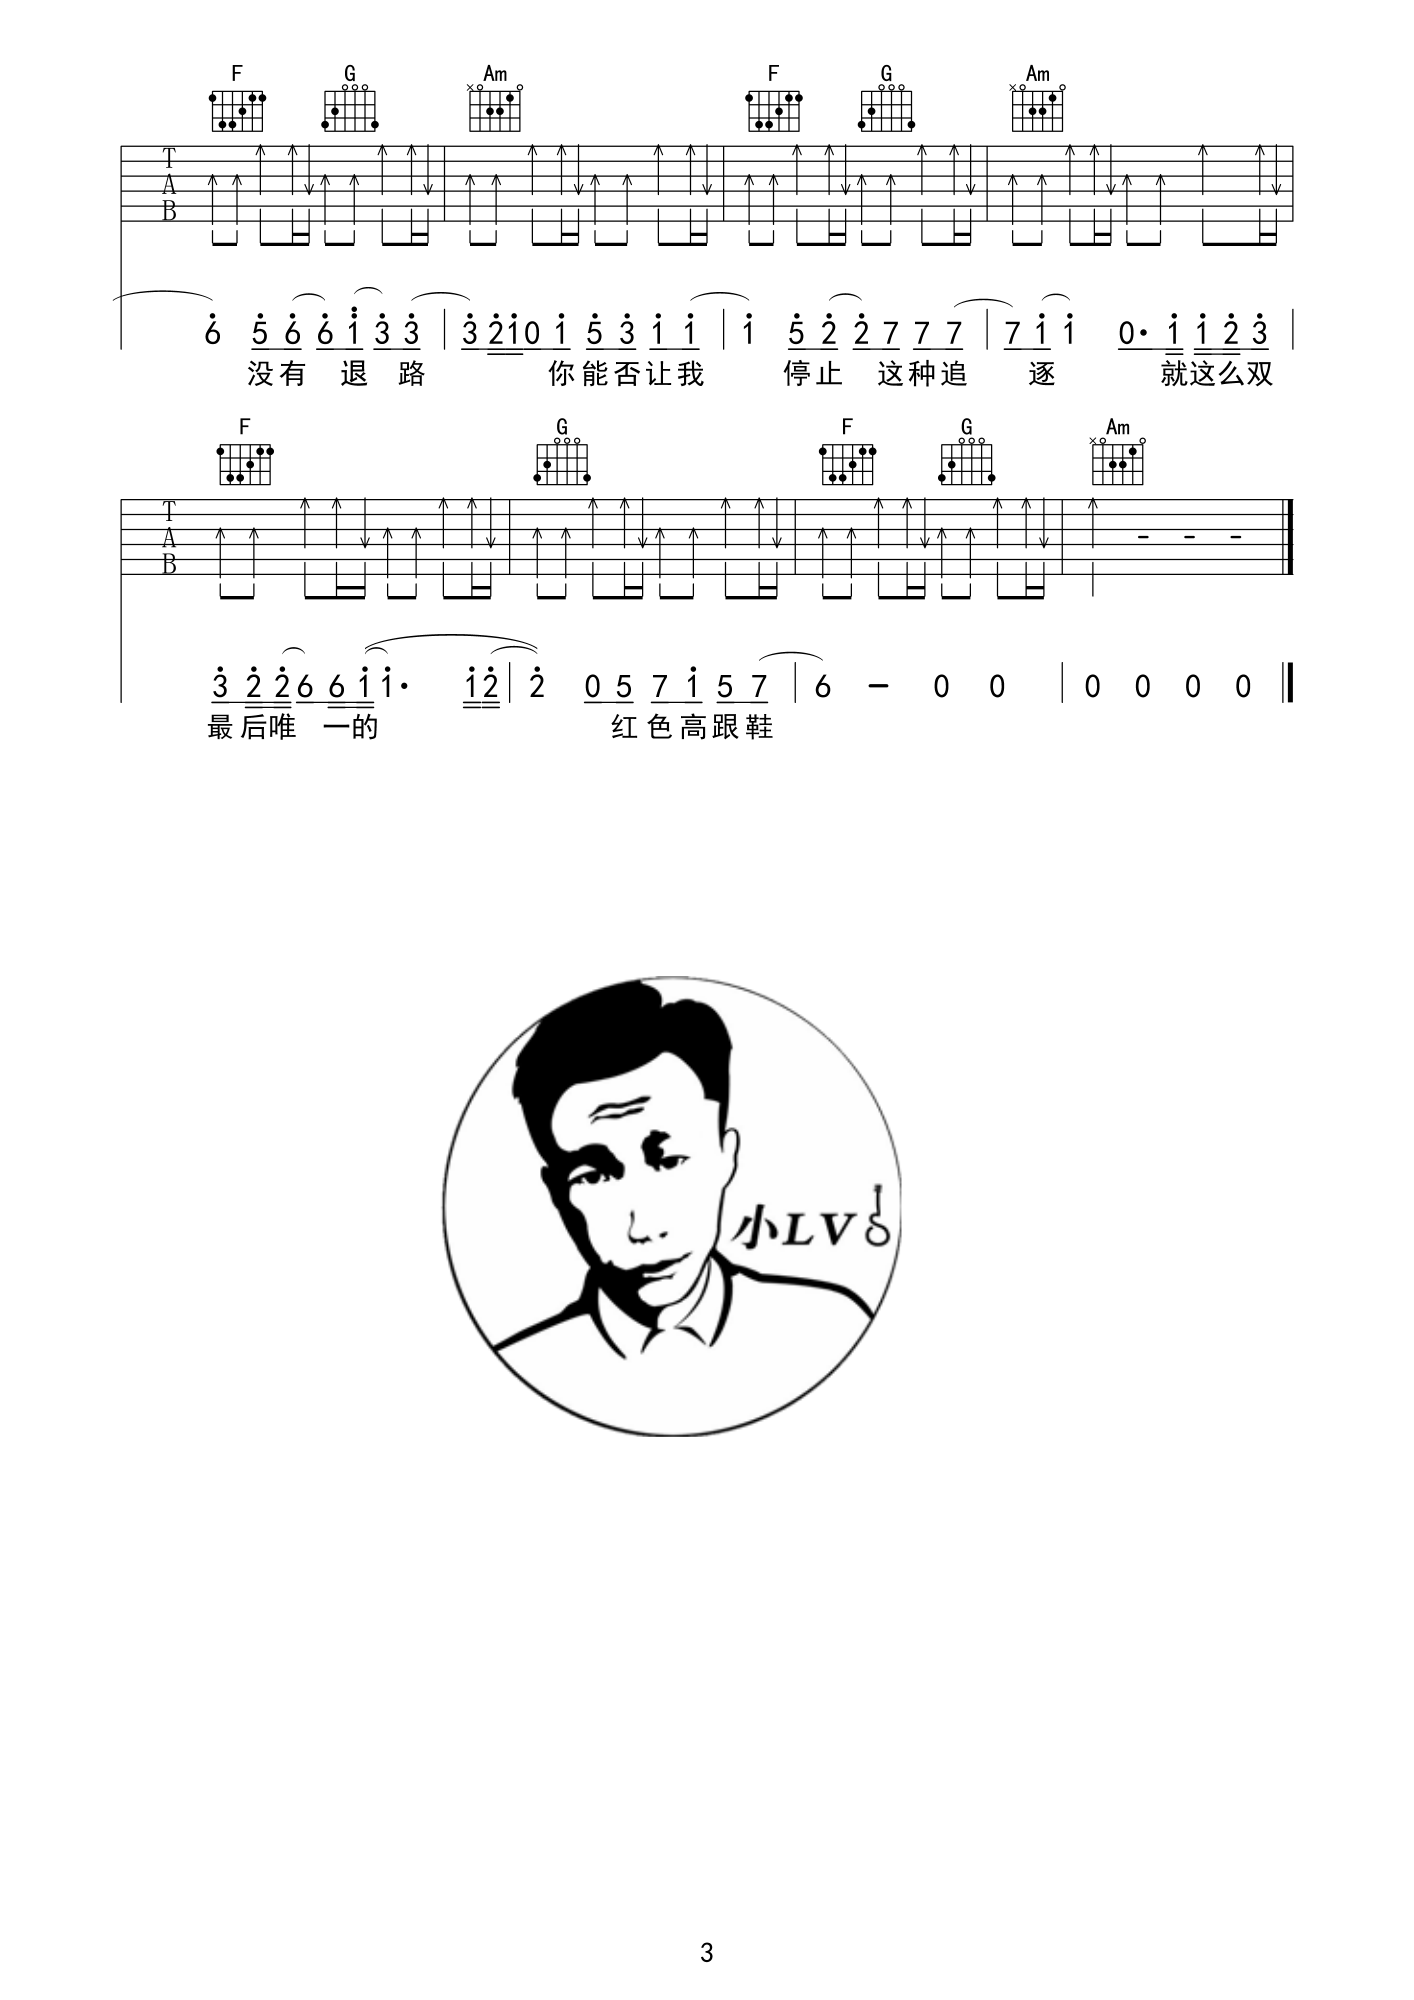 F G Am F G Am
× ○ ○ ○ × ○ ○ ○ × ○ ○
T
A
B
6 5 6 6 1 3 3 | 3 2 1 0 1 5 3 1 1 | 1 5 2 2 7 7 7 | 7 1 1 0· 1 1 2 3 |
没有 退 路 你能否让我 停止 这种追 逐 就这么双
F G F G Am
T
A
B
- - -
3 2 2 6 6 1 1· 1 2 | 2 0 5 7 1 5 7 | 6 - 0 0 | 0 0 0 0
最后唯 一的 红色高跟鞋
小LV
3